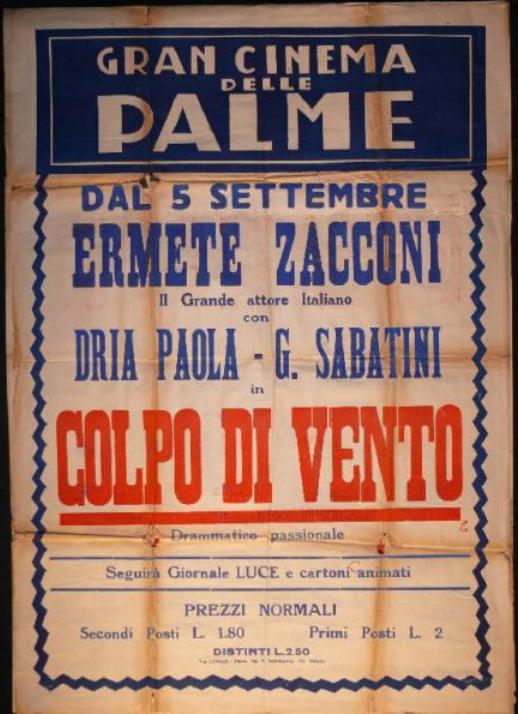 GRAN CINEMA
DELLE
PALME
DAL 5 SETTEMBRE
ERMETE ZACCONI
Il Grande attore Italiano
con
DRIA PAOLA - G. SABATINI
in
COLPO DI VENTO
Drammatico passionale
Seguirà Giornale LUCE e cartoni animati
PREZZI NORMALI
Secondi Posti L. 1.80 Primi Posti L. 2
DISTINTI L. 2.50